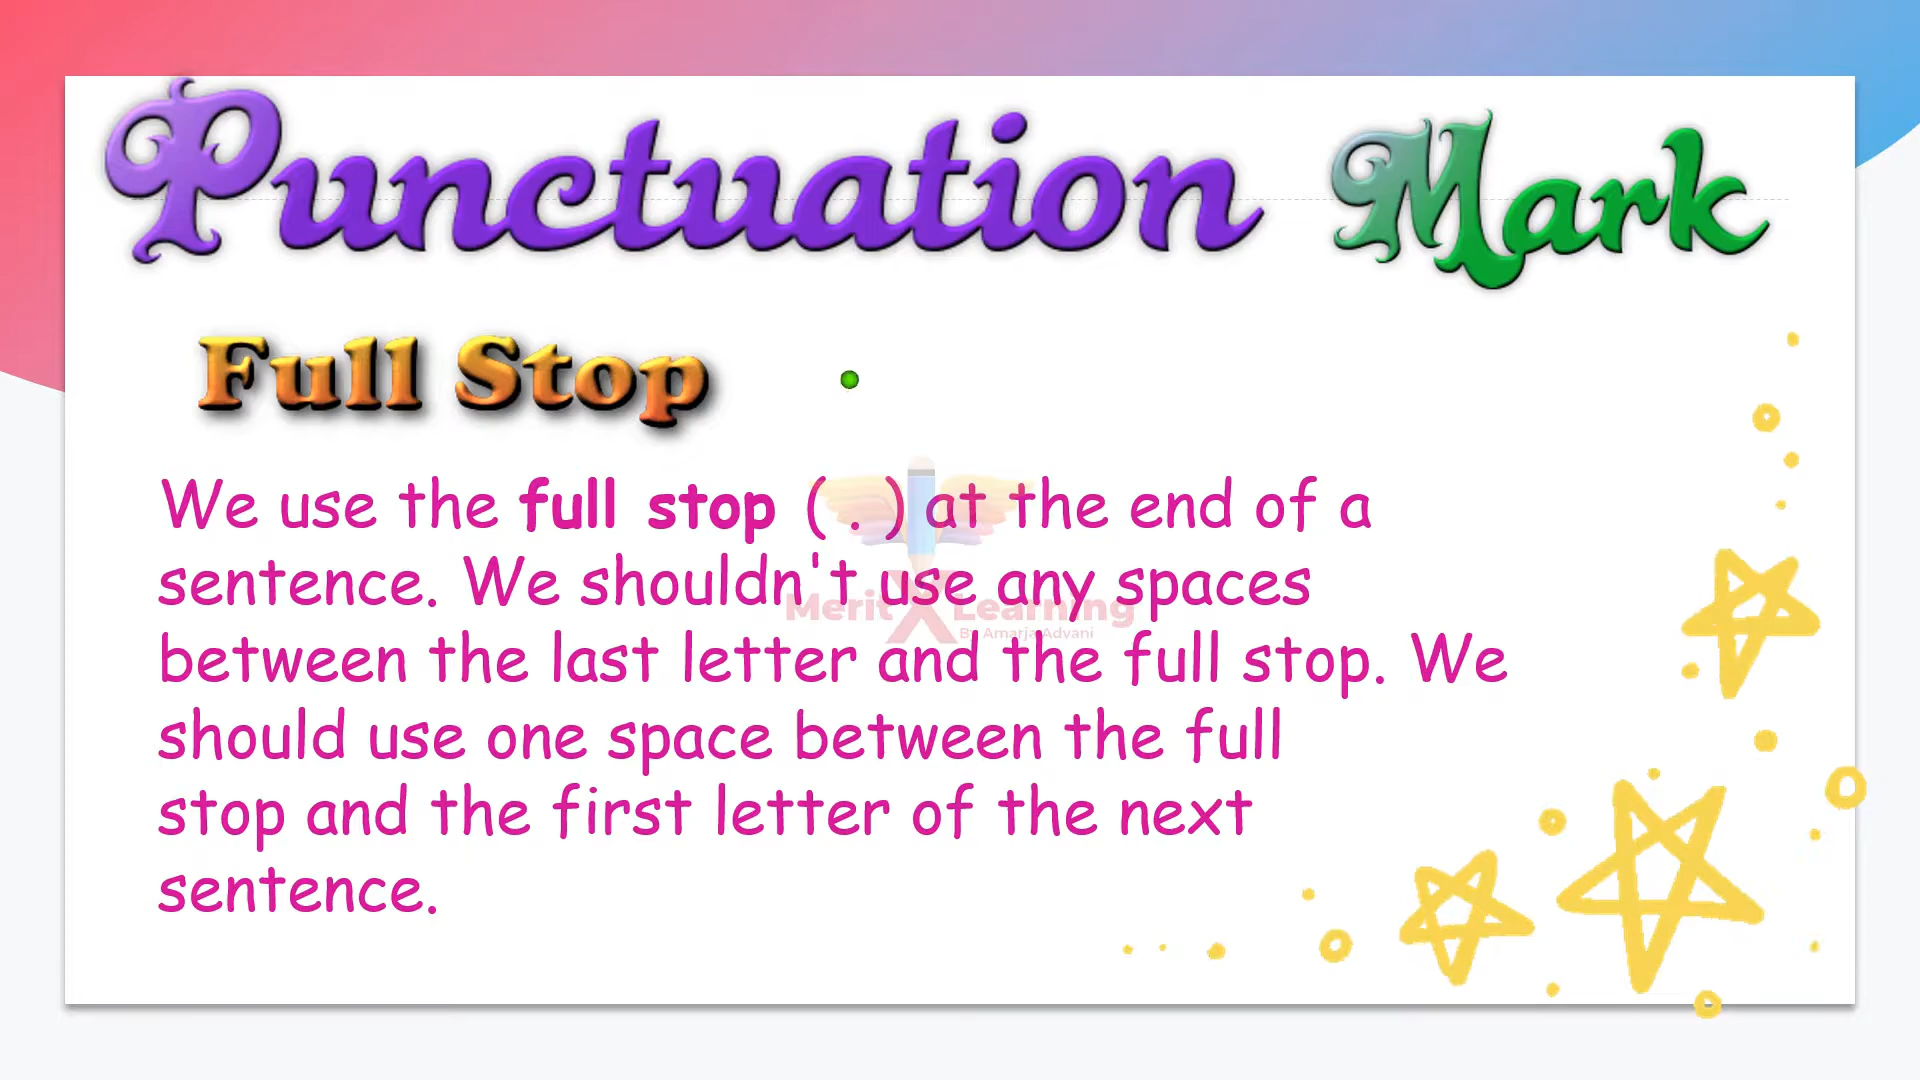 Punctuation Mark
Full Stop
We use the full stop ( . ) at the end of a
sentence. We shouldn't use any spaces
between the last letter and the full stop. We
should use one space between the full
stop and the first letter of the next
sentence.
Merit X Learning
By Amarja Advani